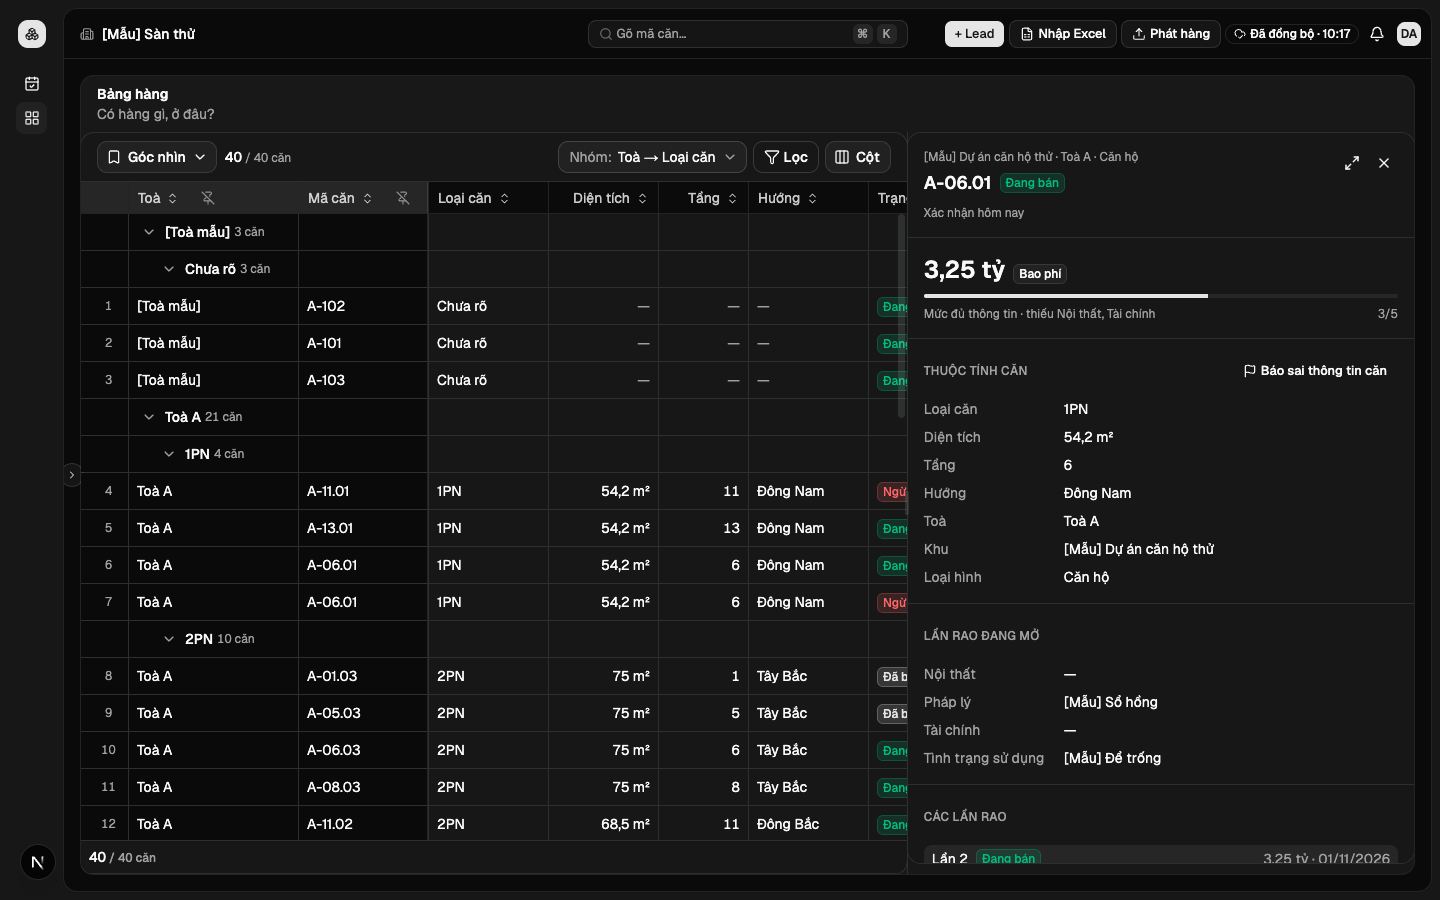 [Mẫu] Sàn thử
Gõ mã căn...
⌘ K
+ Lead
Nhập Excel
Phát hàng
Đã đồng bộ · 10:17
DA
Bảng hàng
Có hàng gì, ở đâu?
Góc nhìn
40 / 40 căn
Nhóm: Toà → Loại căn
Lọc
Cột
Toà Mã căn Loại căn Diện tích Tầng Hướng Trạng
[Toà mẫu] 3 căn
Chưa rõ 3 căn
1 [Toà mẫu] A-102 Chưa rõ — — — Đang
2 [Toà mẫu] A-101 Chưa rõ — — — Đang
3 [Toà mẫu] A-103 Chưa rõ — — — Đang
Toà A 21 căn
1PN 4 căn
4 Toà A A-11.01 1PN 54,2 m² 11 Đông Nam Ngừ
5 Toà A A-13.01 1PN 54,2 m² 13 Đông Nam Đang
6 Toà A A-06.01 1PN 54,2 m² 6 Đông Nam Đang
7 Toà A A-06.01 1PN 54,2 m² 6 Đông Nam Ngừ
2PN 10 căn
8 Toà A A-01.03 2PN 75 m² 1 Tây Bắc Đã b
9 Toà A A-05.03 2PN 75 m² 5 Tây Bắc Đã b
10 Toà A A-06.03 2PN 75 m² 6 Tây Bắc Đang
11 Toà A A-08.03 2PN 75 m² 8 Tây Bắc Đang
12 Toà A A-11.02 2PN 68,5 m² 11 Đông Bắc Đang
40 / 40 căn
[Mẫu] Dự án căn hộ thử · Toà A · Căn hộ
A-06.01 Đang bán
Xác nhận hôm nay
3,25 tỷ Bao phí
Mức đủ thông tin · thiếu Nội thất, Tài chính 3/5
THUỘC TÍNH CĂN
Báo sai thông tin căn
Loại căn 1PN
Diện tích 54,2 m²
Tầng 6
Hướng Đông Nam
Toà Toà A
Khu [Mẫu] Dự án căn hộ thử
Loại hình Căn hộ
LẦN RAO ĐANG MỞ
Nội thất —
Pháp lý [Mẫu] Sổ hồng
Tài chính —
Tình trạng sử dụng [Mẫu] Để trống
CÁC LẦN RAO
Lần 2 Đang bán 3,25 tỷ · 01/11/2026
N